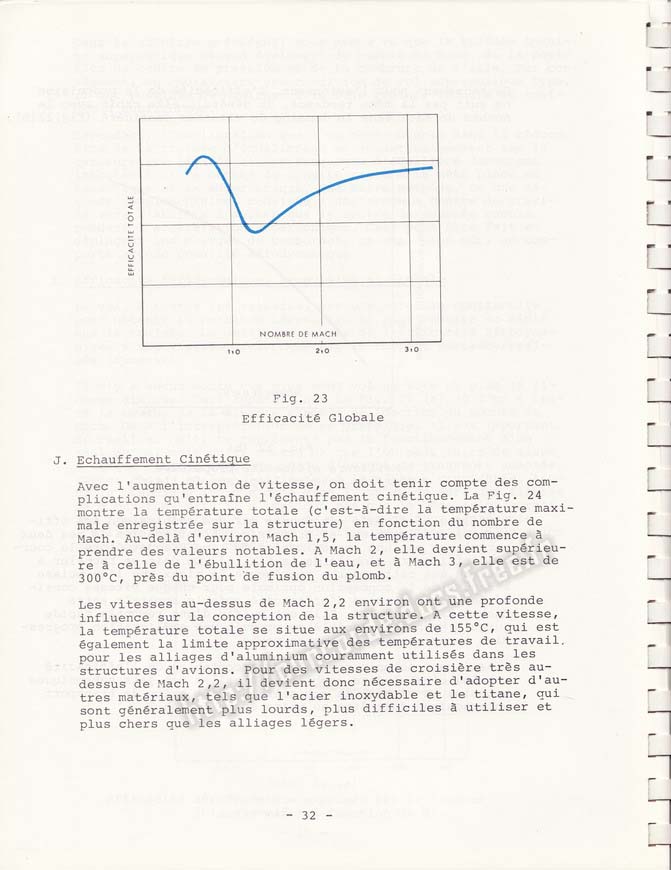 EFFICACITE TOTALE
NOMBRE DE MACH
1,0 2,0 3,0
Fig. 23
Efficacité Globale
J. Echauffement Cinétique
Avec l'augmentation de vitesse, on doit tenir compte des com-
plications qu'entraîne l'échauffement cinétique. La Fig. 24
montre la température totale (c'est-à-dire la température maxi-
male enregistrée sur la structure) en fonction du nombre de
Mach. Au-delà d'environ Mach 1,5, la température commence à
prendre des valeurs notables. A Mach 2, elle devient supérieu-
re à celle de l'ébullition de l'eau, et à Mach 3, elle est de
300°C, près du point de fusion du plomb.
Les vitesses au-dessus de Mach 2,2 environ ont une profonde
influence sur la conception de la structure. A cette vitesse,
la température totale se situe aux environs de 155°C, qui est
également la limite approximative des températures de travail.
pour les alliages d'aluminium couramment utilisés dans les
structures d'avions. Pour des vitesses de croisière très au-
dessus de Mach 2,2, il devient donc nécessaire d'adopter d'au-
tres matériaux, tels que l'acier inoxydable et le titane, qui
sont généralement plus lourds, plus difficiles à utiliser et
plus chers que les alliages légers.
- 32 -